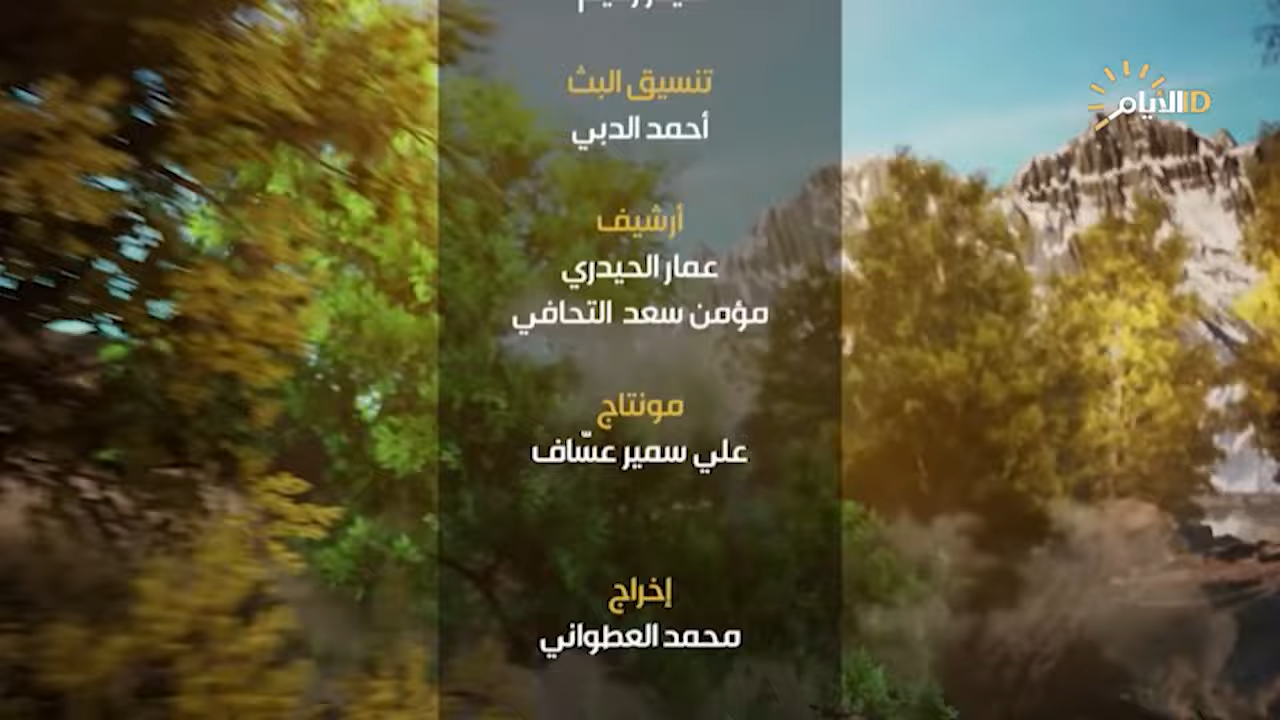 تنسيق البث
أحمد الدبي
أرشيف
عمار الحيدري
مؤمن سعد التحافي
مونتاج
علي سمير عسّاف
إخراج
محمد العطواني
الأيام ID